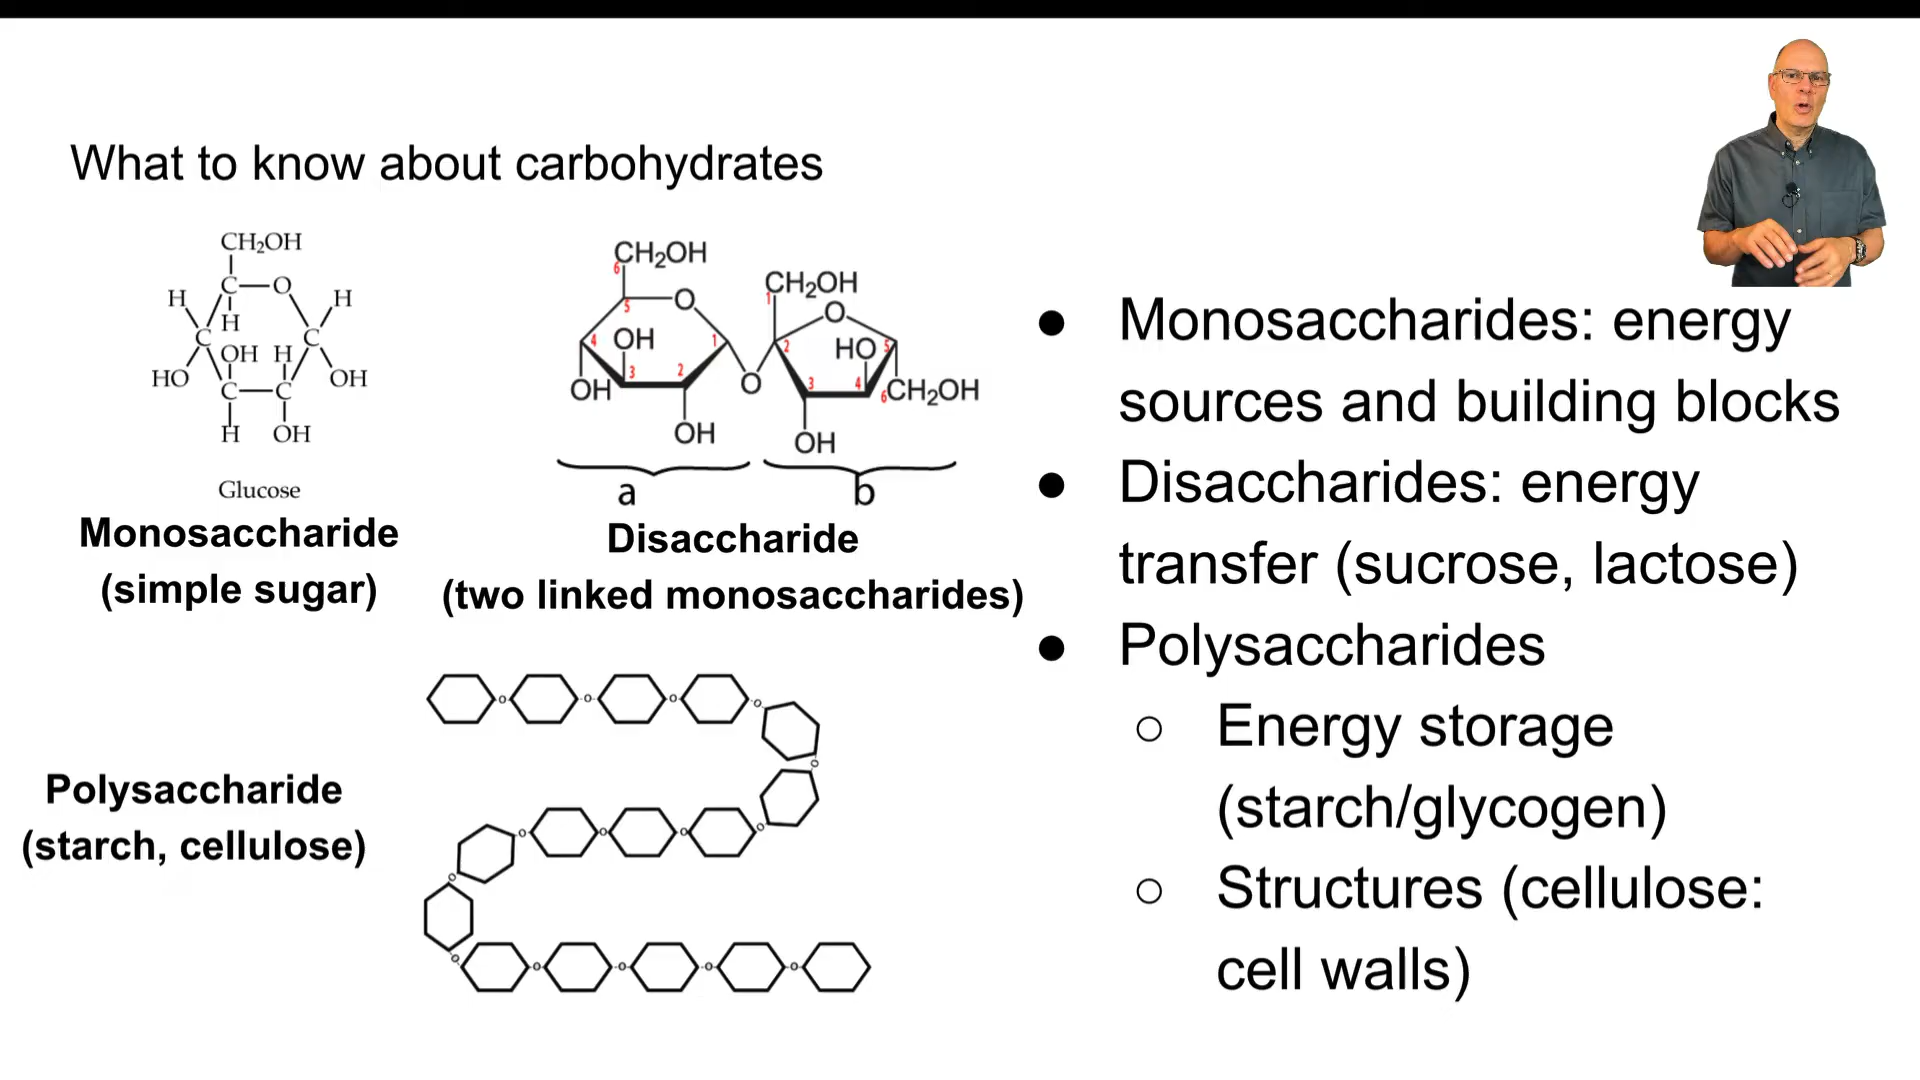 What to know about carbohydrates
CH₂OH
C—O
H H
H
C C
OH H
HO OH
C—C
H OH
Glucose
Monosaccharide
(simple sugar)
CH₂OH
6
5 O
4 OH 1
3 2
OH O
OH
CH₂OH
1
O
2 HO 5
3 4
6 CH₂OH
OH
a b
Disaccharide
(two linked monosaccharides)
Polysaccharide
(starch, cellulose)
o o o o
o
o o o o
o
o
o o o o
● Monosaccharides: energy
sources and building blocks
● Disaccharides: energy
transfer (sucrose, lactose)
● Polysaccharides
○ Energy storage
(starch/glycogen)
○ Structures (cellulose:
cell walls)